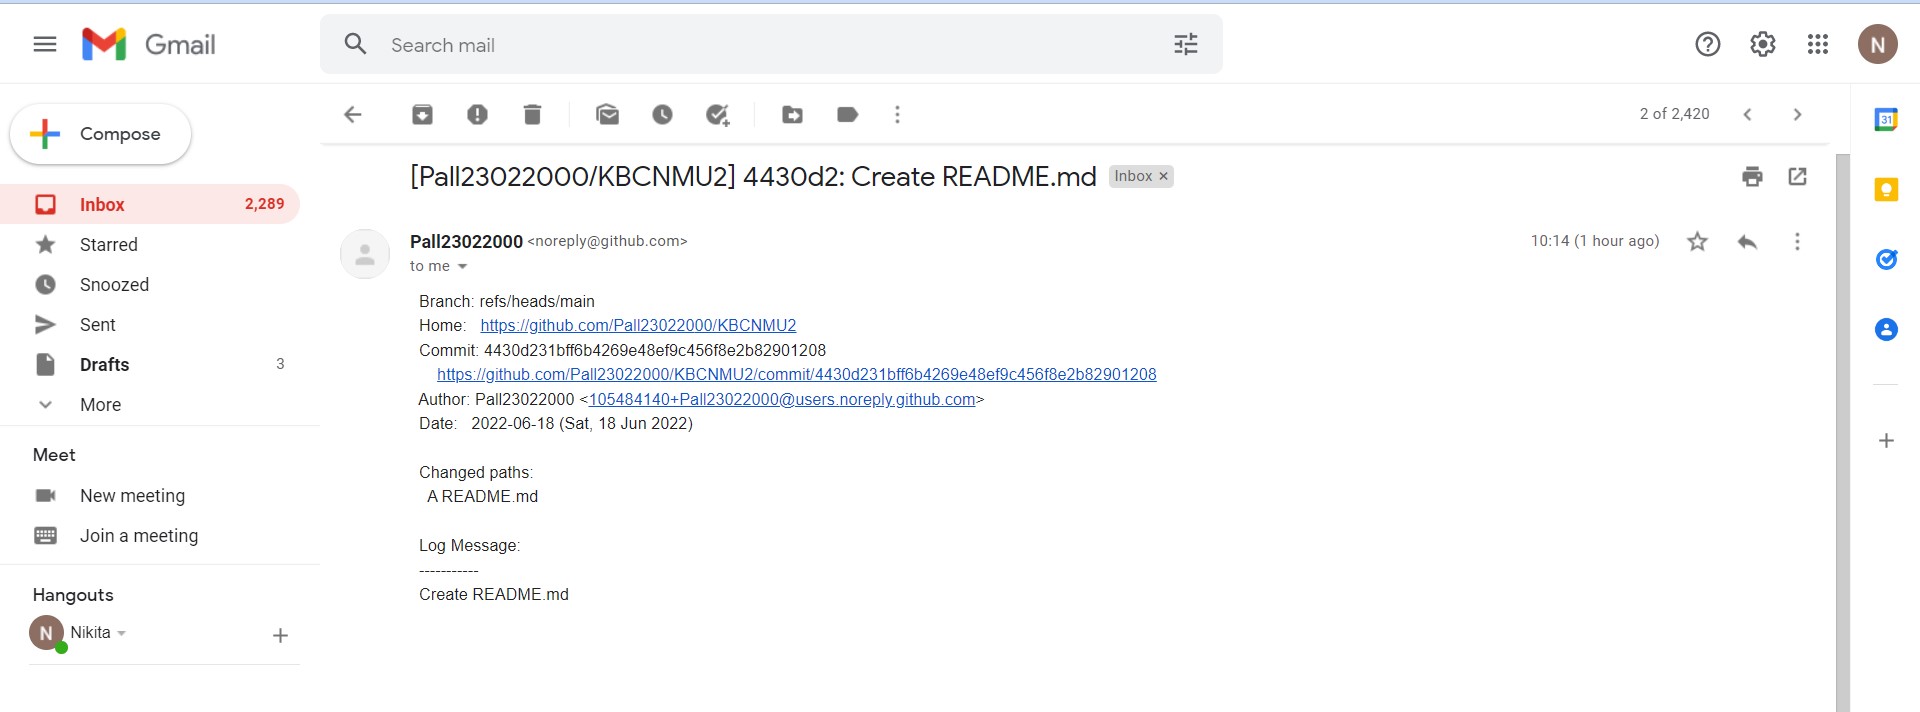 Gmail
Search mail
N
Compose
2 of 2,420
31
[Pall23022000/KBCNMU2] 4430d2: Create README.md Inbox ×
Inbox 2,289
Starred
Snoozed
Sent
Drafts 3
More
Pall23022000 <noreply@github.com> 10:14 (1 hour ago)
to me
Branch: refs/heads/main
Home: https://github.com/Pall23022000/KBCNMU2
Commit: 4430d231bff6b4269e48ef9c456f8e2b82901208
https://github.com/Pall23022000/KBCNMU2/commit/4430d231bff6b4269e48ef9c456f8e2b82901208
Author: Pall23022000 <105484140+Pall23022000@users.noreply.github.com>
Date: 2022-06-18 (Sat, 18 Jun 2022)
Changed paths:
A README.md
Log Message:
-----------
Create README.md
Meet
New meeting
Join a meeting
Hangouts
N Nikita